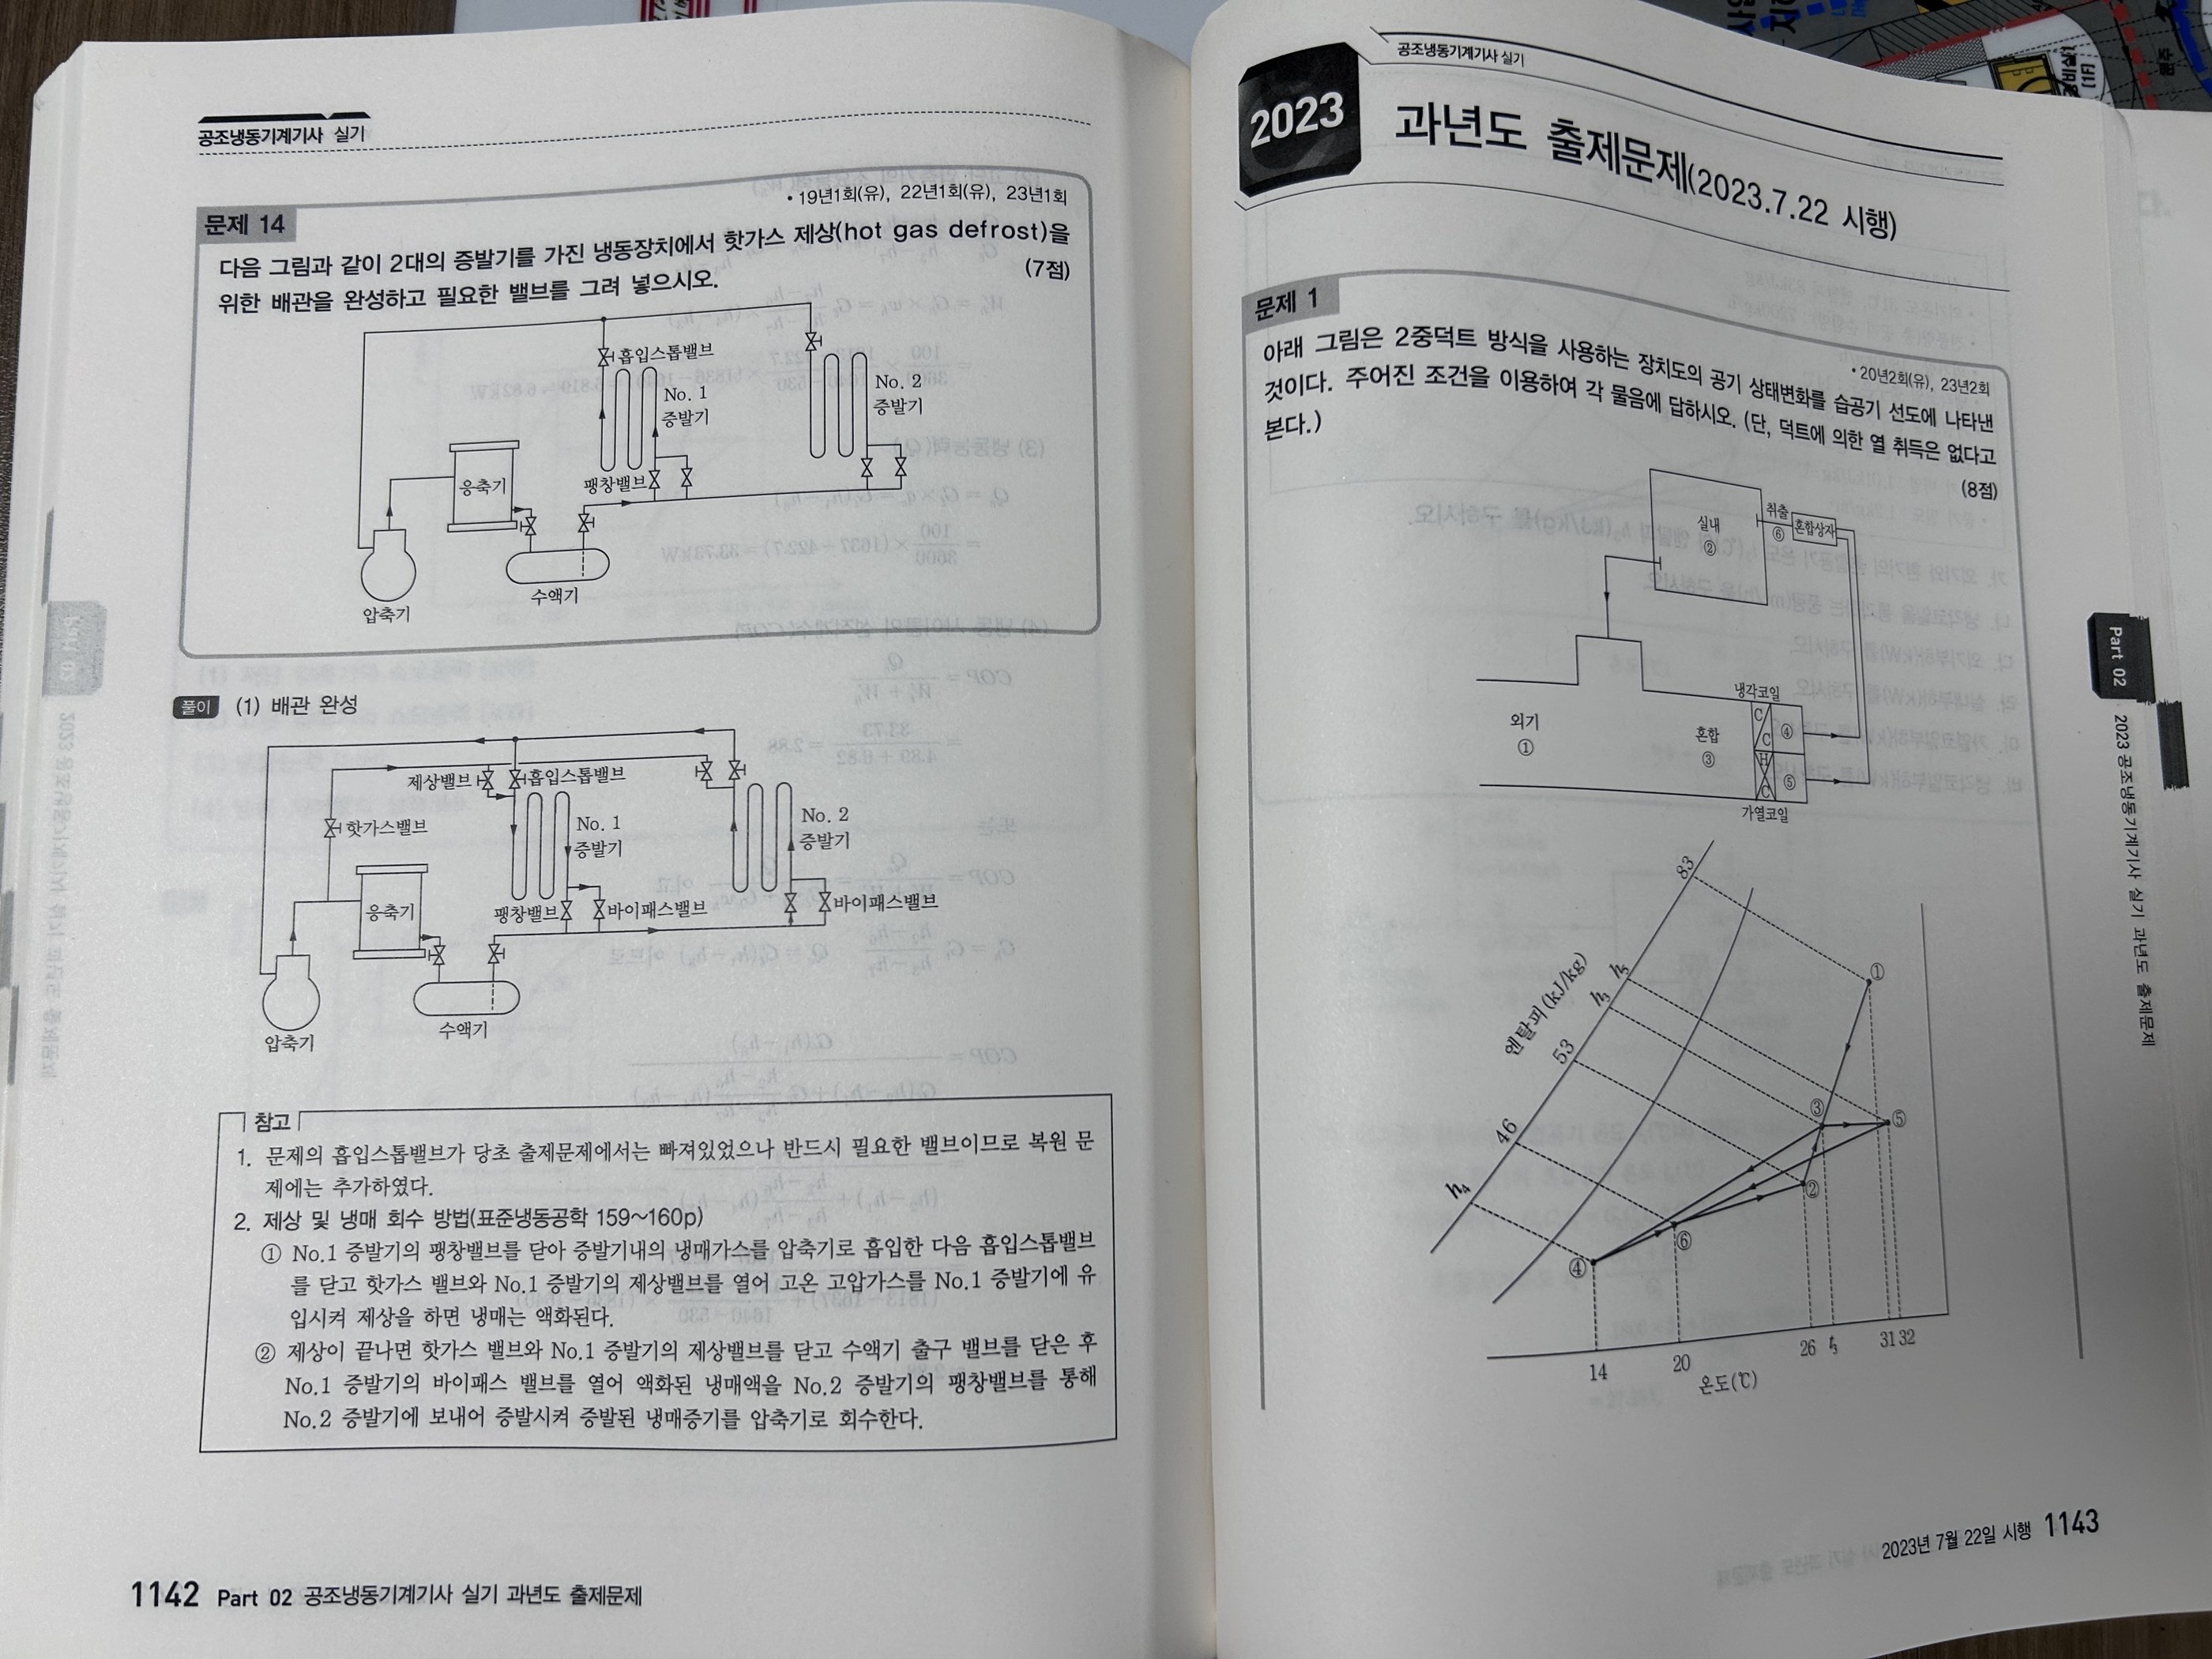 공조냉동기계기사 실기
• 19년1회(유), 22년1회(유), 23년1회
문제 14
다음 그림과 같이 2대의 증발기를 가진 냉동장치에서 핫가스 제상(hot gas defrost)을
위한 배관을 완성하고 필요한 밸브를 그려 넣으시오.
(7점)
흡입스톱밸브
No. 1
증발기
No. 2
증발기
응축기
팽창밸브
수액기
압축기
풀이 (1) 배관 완성
제상밸브
흡입스톱밸브
핫가스밸브
No. 1
증발기
No. 2
증발기
응축기
팽창밸브
바이패스밸브
바이패스밸브
수액기
압축기
참고
1. 문제의 흡입스톱밸브가 당초 출제문제에서는 빠져있었으나 반드시 필요한 밸브이므로 복원 문
제에는 추가하였다.
2. 제상 및 냉매 회수 방법(표준냉동공학 159~160p)
① No.1 증발기의 팽창밸브를 닫아 증발기내의 냉매가스를 압축기로 흡입한 다음 흡입스톱밸브
를 닫고 핫가스 밸브와 No.1 증발기의 제상밸브를 열어 고온 고압가스를 No.1 증발기에 유
입시켜 제상을 하면 냉매는 액화된다.
② 제상이 끝나면 핫가스 밸브와 No.1 증발기의 제상밸브를 닫고 수액기 출구 밸브를 닫은 후
No.1 증발기의 바이패스 밸브를 열어 액화된 냉매액을 No.2 증발기의 팽창밸브를 통해
No.2 증발기에 보내어 증발시켜 증발된 냉매증기를 압축기로 회수한다.
1142 Part 02 공조냉동기계기사 실기 과년도 출제문제
공조냉동기계기사 실기
2023
과년도 출제문제(2023.7.22 시행)
문제 1
• 20년2회(유), 23년2회
아래 그림은 2중덕트 방식을 사용하는 장치도의 공기 상태변화를 습공기 선도에 나타낸
것이다. 주어진 조건을 이용하여 각 물음에 답하시오. (단, 덕트에 의한 열 취득은 없다고
본다.)
(8점)
실내
②
취출
⑥
혼합상자
외기
①
혼합
③
냉각코일
C
C
④
H
C
⑤
가열코일
엔탈피(kJ/kg)
83
h₅
h₃
53
46
h₄
①
③
⑤
②
⑥
④
14
20
26
t₃
31
32
온도(℃)
Part 02
2023 공조냉동기계기사 실기 과년도 출제문제
2023년 7월 22일 시행 1143